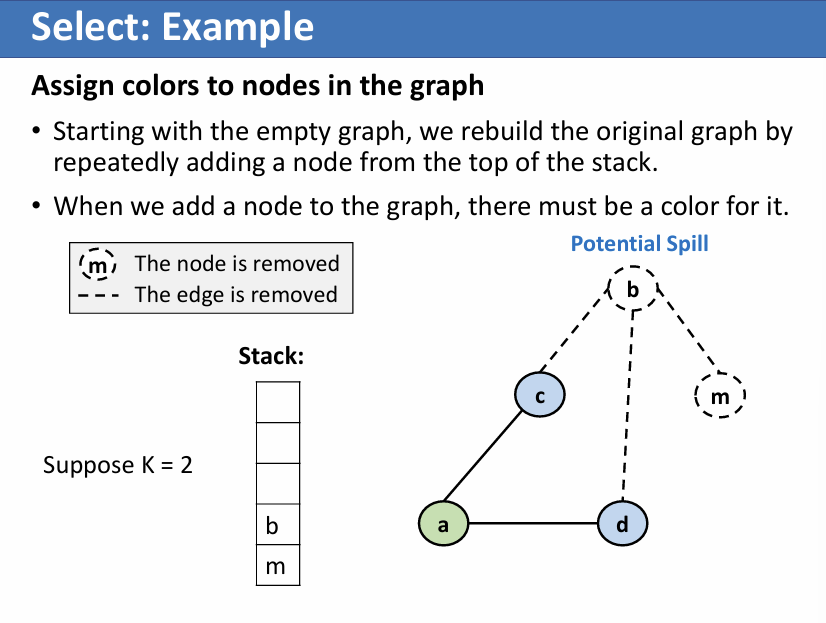 Select: Example
Assign colors to nodes in the graph
• Starting with the empty graph, we rebuild the original graph by
repeatedly adding a node from the top of the stack.
• When we add a node to the graph, there must be a color for it.
Potential Spill
m The node is removed
The edge is removed
b
Stack:
c
m
Suppose K = 2
b
m
a
d